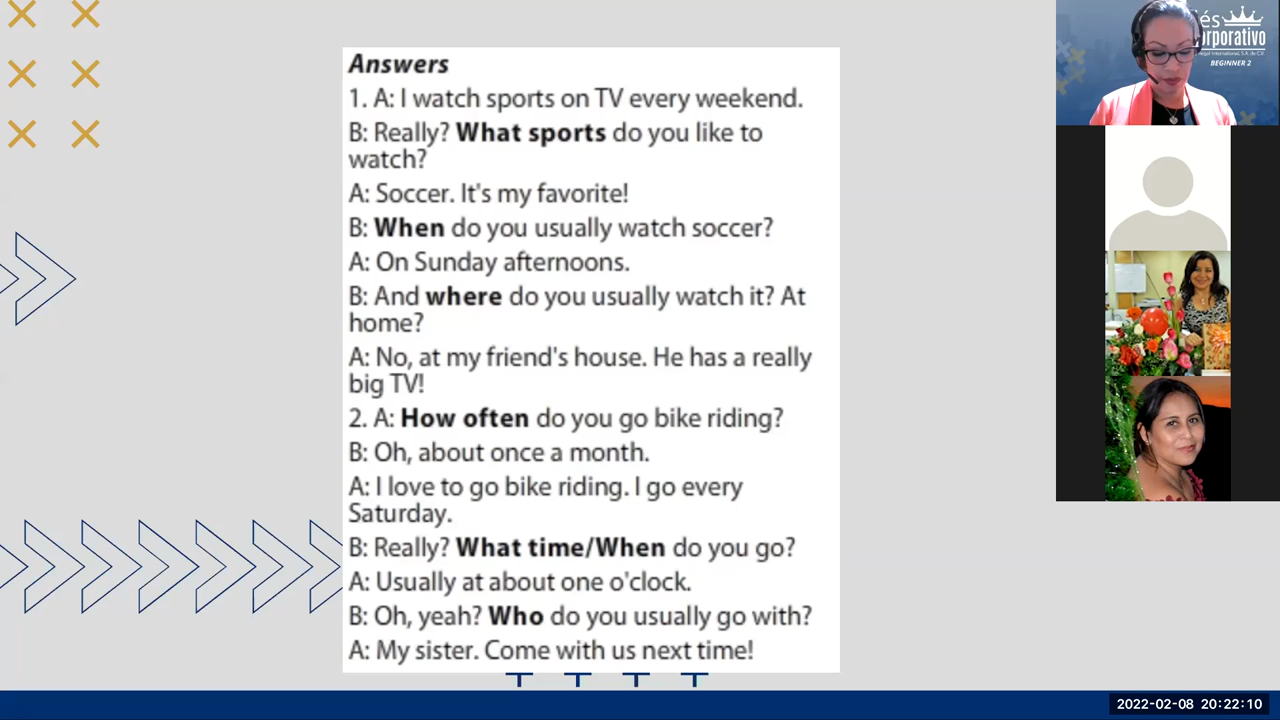 Answers
1. A: I watch sports on TV every weekend.
B: Really? What sports do you like to
watch?
A: Soccer. It's my favorite!
B: When do you usually watch soccer?
A: On Sunday afternoons.
B: And where do you usually watch it? At
home?
A: No, at my friend's house. He has a really
big TV!
2. A: How often do you go bike riding?
B: Oh, about once a month.
A: I love to go bike riding. I go every
Saturday.
B: Really? What time/When do you go?
A: Usually at about one o'clock.
B: Oh, yeah? Who do you usually go with?
A: My sister. Come with us next time!
és
orporativo
BEGINNER 2
2022-02-08 20:22:10